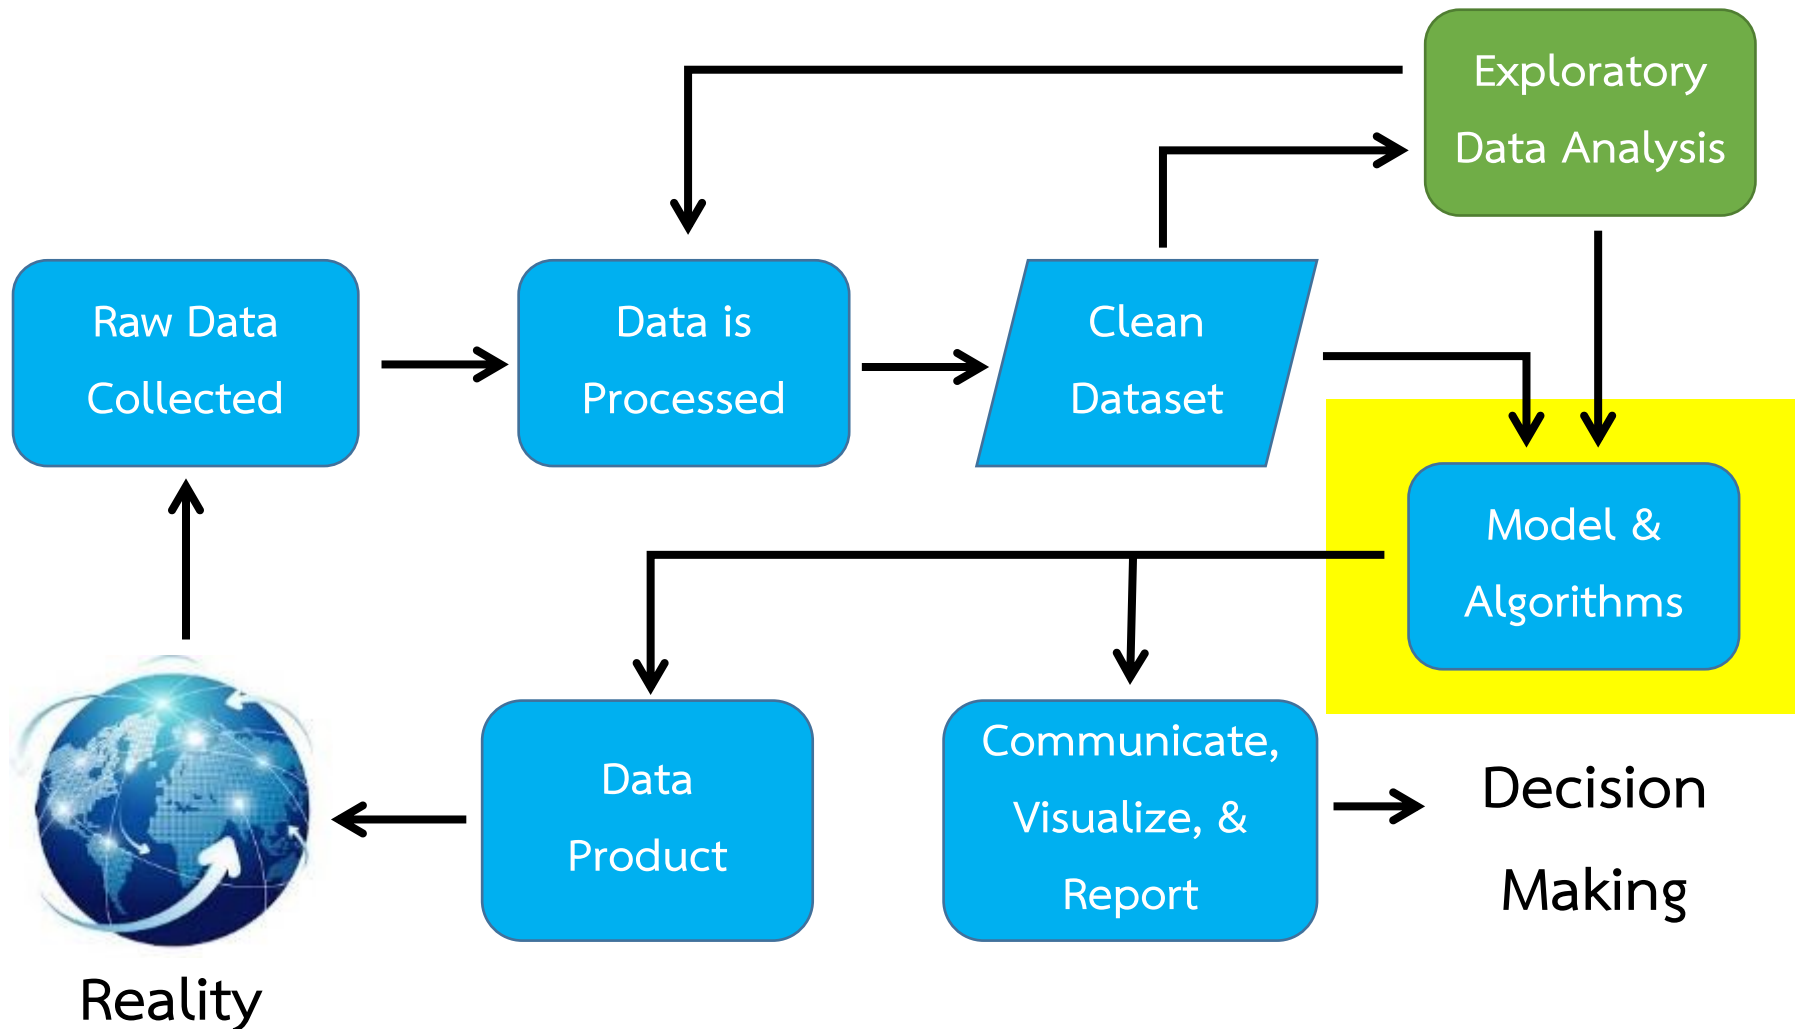 Exploratory
Data Analysis
Raw Data
Collected
Data is
Processed
Clean
Dataset
Model &
Algorithms
Data
Product
Communicate,
Visualize, &
Report
Decision
Making
Reality